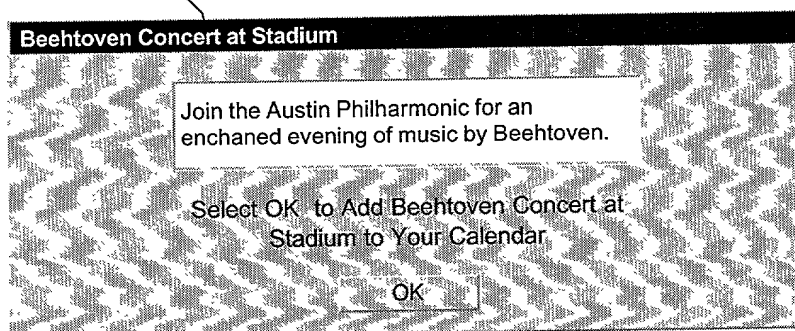 Beehtoven Concert at Stadium
Join the Austin Philharmonic for an
enchaned evening of music by Beehtoven.
Select OK to Add Beehtoven Concert at
Stadium to Your Calendar
OK